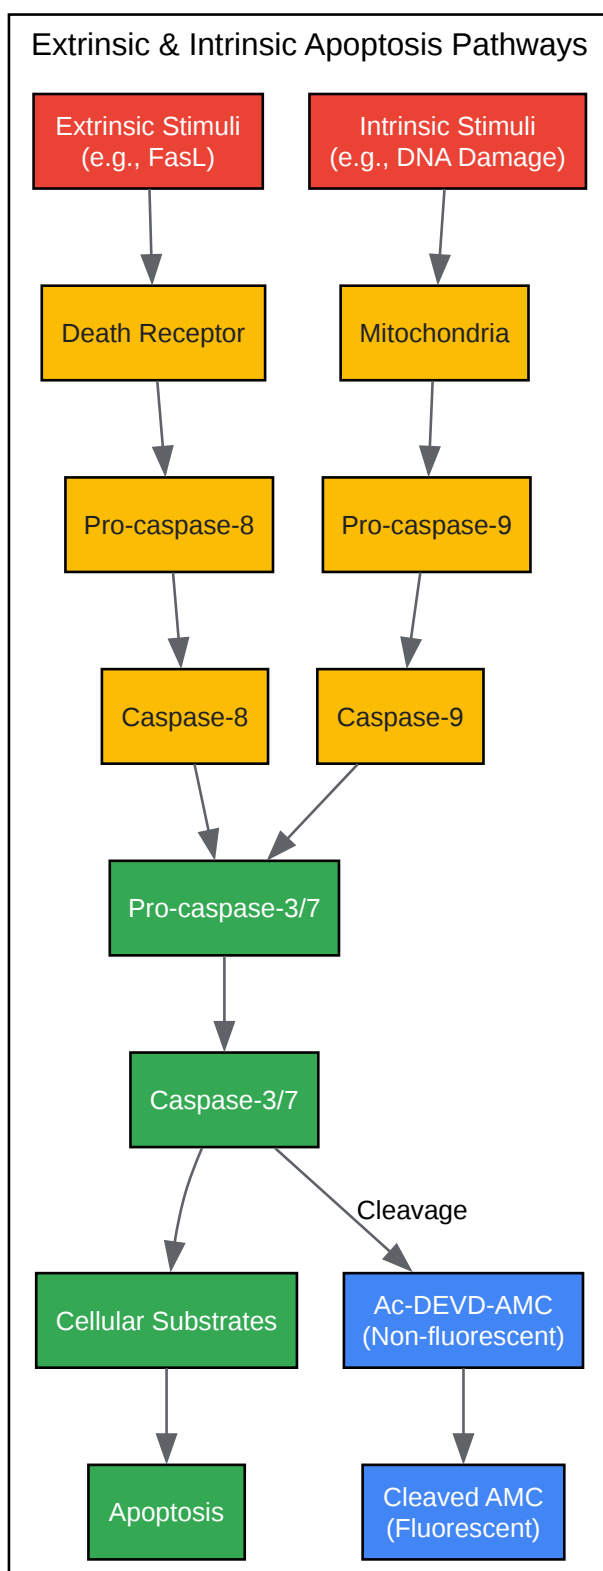 Extrinsic & Intrinsic Apoptosis Pathways
Extrinsic Stimuli
(e.g., FasL)
Intrinsic Stimuli
(e.g., DNA Damage)
Death Receptor
Mitochondria
Pro-caspase-8
Pro-caspase-9
Caspase-8
Caspase-9
Pro-caspase-3/7
Caspase-3/7
Cleavage
Cellular Substrates
Ac-DEVD-AMC
(Non-fluorescent)
Apoptosis
Cleaved AMC
(Fluorescent)